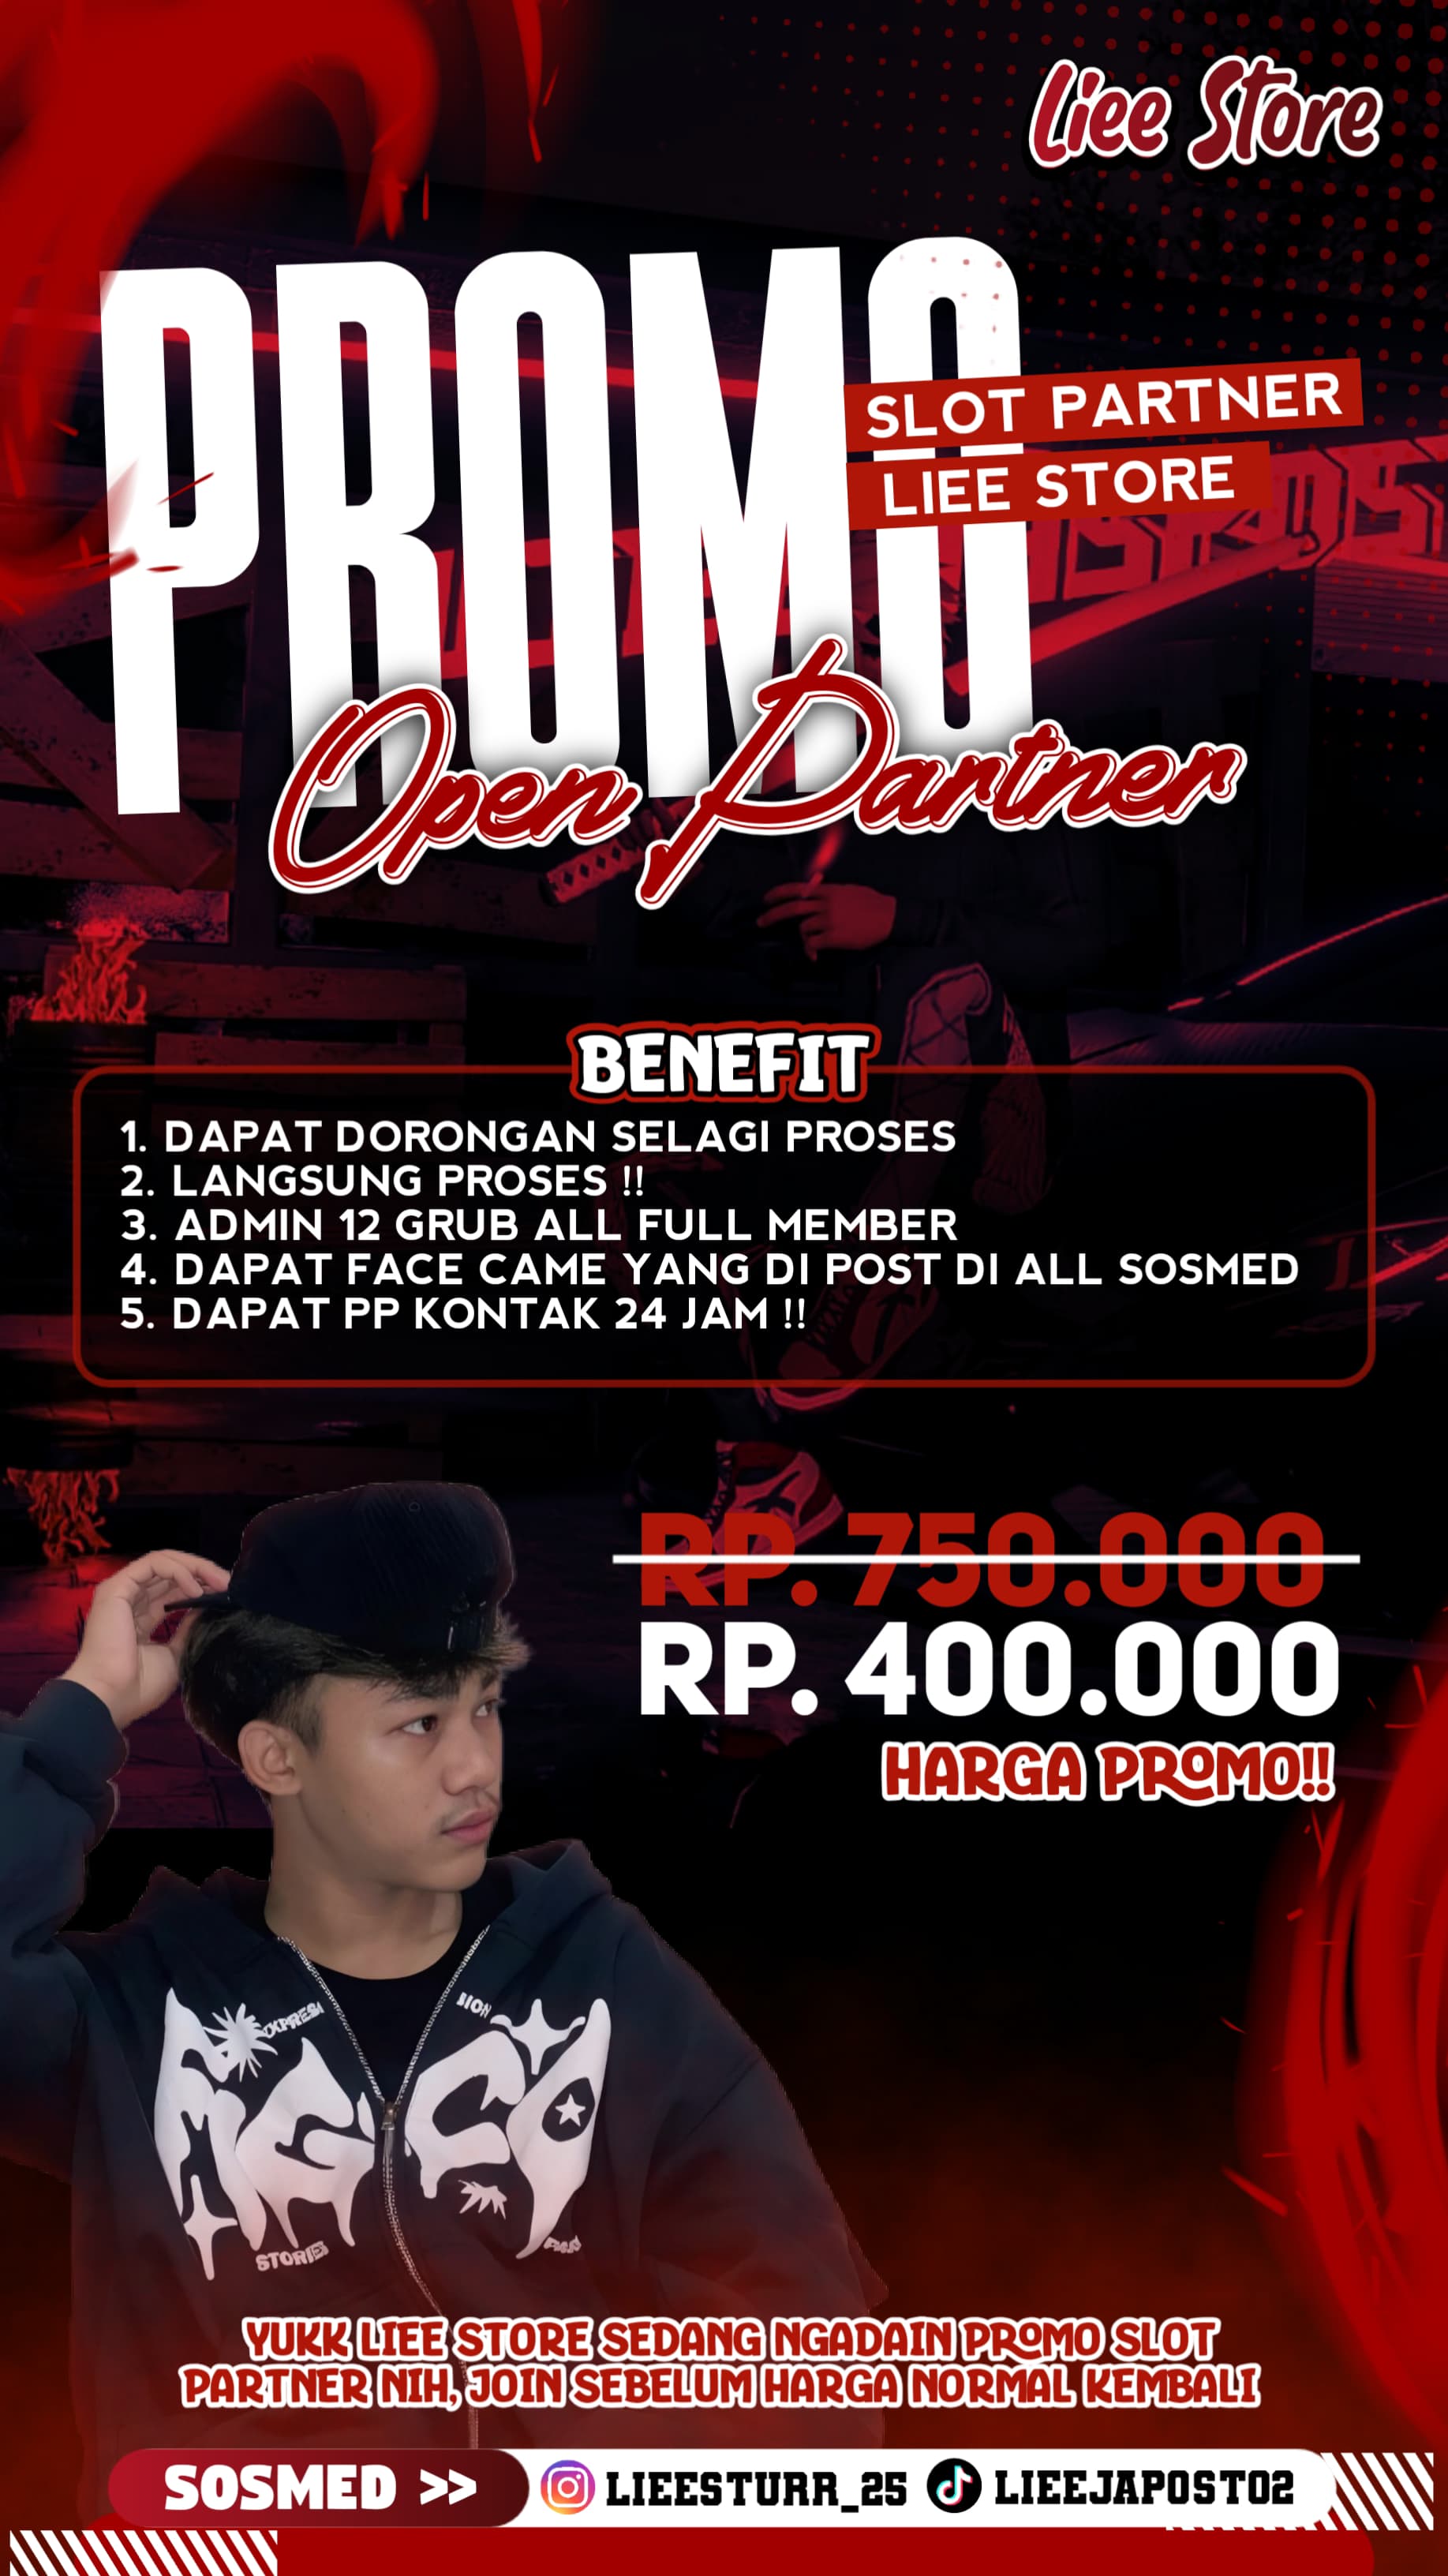 Liee Store
PROMO
SLOT PARTNER
LIEE STORE
Open Partner
BENEFIT
1. DAPAT DORONGAN SELAGI PROSES
2. LANGSUNG PROSES !!
3. ADMIN 12 GRUB ALL FULL MEMBER
4. DAPAT FACE CAME YANG DI POST DI ALL SOSMED
5. DAPAT PP KONTAK 24 JAM !!
RP. 750.000
RP. 400.000
HARGA PROMO!!
STORIES
YUKK LIEE STORE SEDANG NGADAIN PROMO SLOT
PARTNER NIH, JOIN SEBELUM HARGA NORMAL KEMBALI
SOSMED >> LIEESTURR_25 LIEEJAPOST02